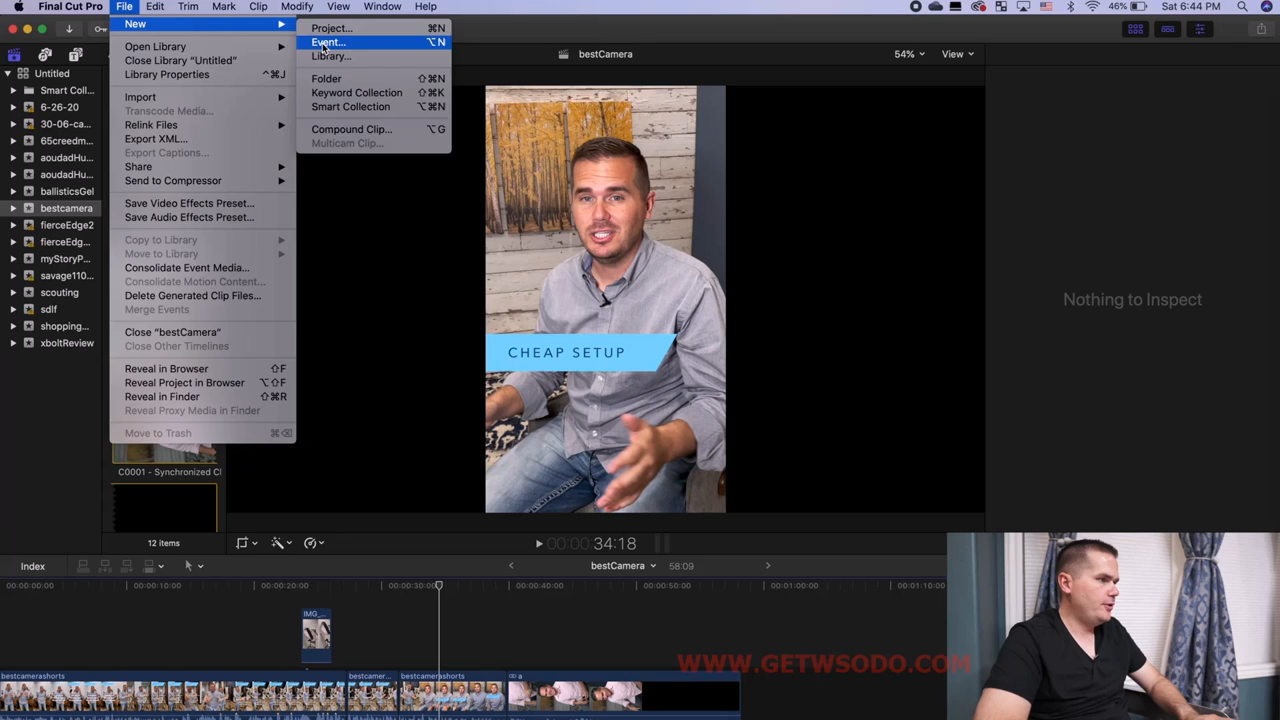 Final Cut Pro File Edit Trim Mark Clip Modify View Window Help 46% Sat 6:44 PM
New
Project... ⌘N
Event... ⌥N
Library...
Folder ⇧⌘N
Keyword Collection ⇧⌘K
Smart Collection ⌥⌘N
Compound Clip... ⌥G
Multicam Clip...
Open Library
Close Library “Untitled”
Library Properties ⌃⌘J
Import
Transcode Media...
Relink Files
Export XML...
Export Captions...
Share
Send to Compressor
Save Video Effects Preset...
Save Audio Effects Preset...
Copy to Library
Move to Library
Consolidate Event Media...
Consolidate Motion Content...
Delete Generated Clip Files...
Merge Events
Close “bestCamera”
Close Other Timelines
Reveal in Browser ⇧F
Reveal Project in Browser ⌥⇧F
Reveal in Finder ⇧⌘R
Reveal Proxy Media in Finder
Move to Trash ⌘⌫
Untitled
Smart Coll...
6-26-20
30-06-ca...
65creedm...
aoudadHu...
aoudadHu...
ballisticsGel
bestcamera
fierceEdge2
fierceEdg...
myStoryP...
savage110...
scouting
sdlf
shopping...
xboltReview
C0001 - Synchronized Cl
12 items
bestCamera
54%
View
CHEAP SETUP
Nothing to Inspect
00:00:34:18
Index
bestCamera 58:09
00:00:00:00 00:00:10:00 00:00:20:00 00:00:30:00 00:00:40:00 00:00:50:00 00:01:00:00 00:01:10:00
IMG_...
WWW.GETWSODO.COM
bestcamerashorts bestcamer... bestcamerashorts a